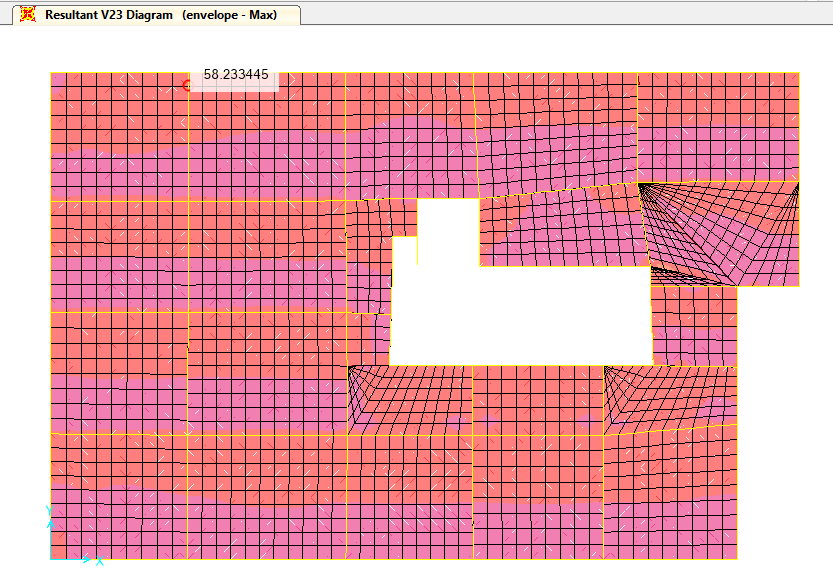 Resultant V23 Diagram (envelope - Max)
58.233445
Y
X